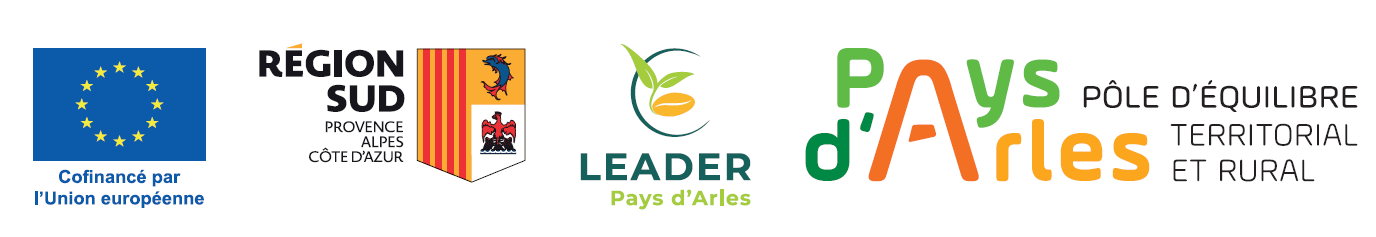 Cofinancé par
l'Union européenne
RÉGION
SUD
PROVENCE
ALPES
CÔTE D'AZUR
LEADER
Pays d'Arles
Pays
d'Arles
PÔLE D'ÉQUILIBRE
TERRITORIAL
ET RURAL